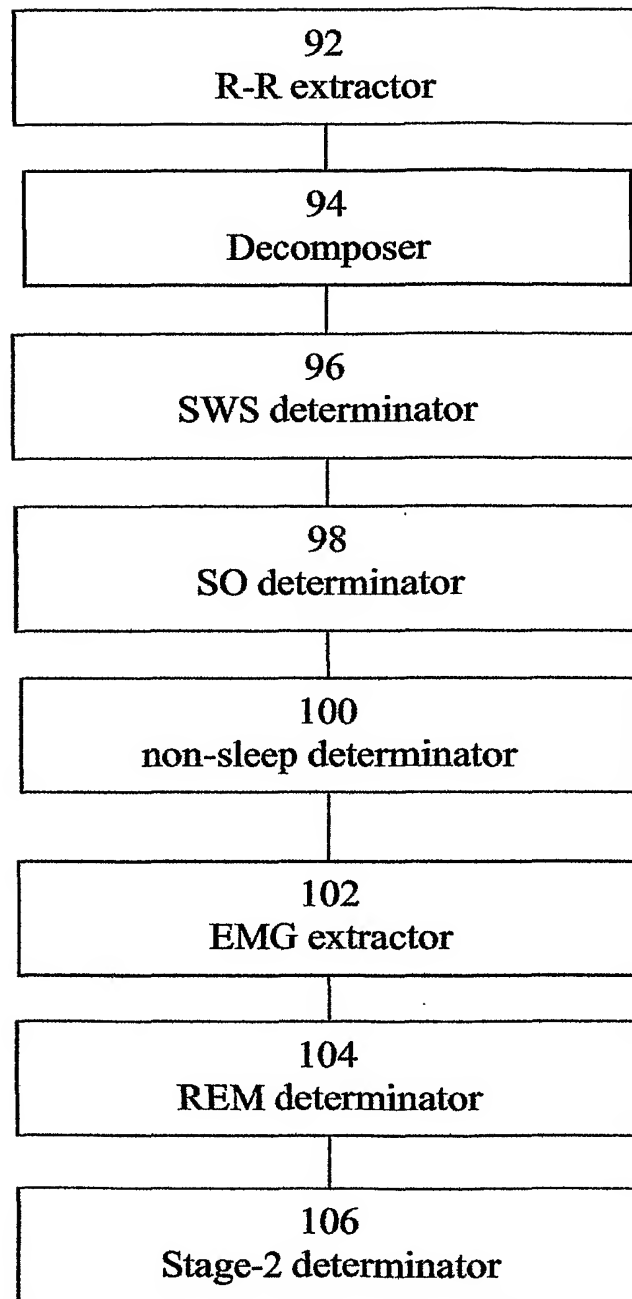 92
R-R extractor
94
Decomposer
96
SWS determinator
98
SO determinator
100
non-sleep determinator
102
EMG extractor
104
REM determinator
106
Stage-2 determinator